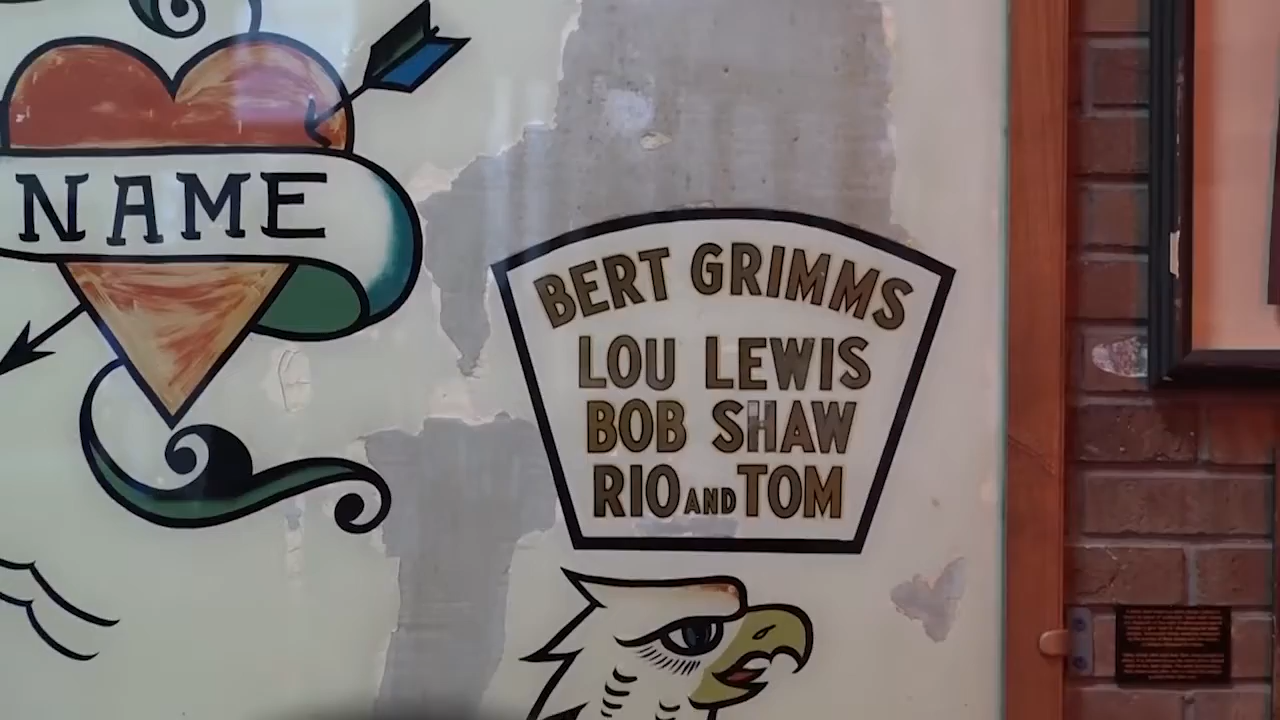 NAME
BERT GRIMMS
LOU LEWIS
BOB SHAW
RIO AND TOM